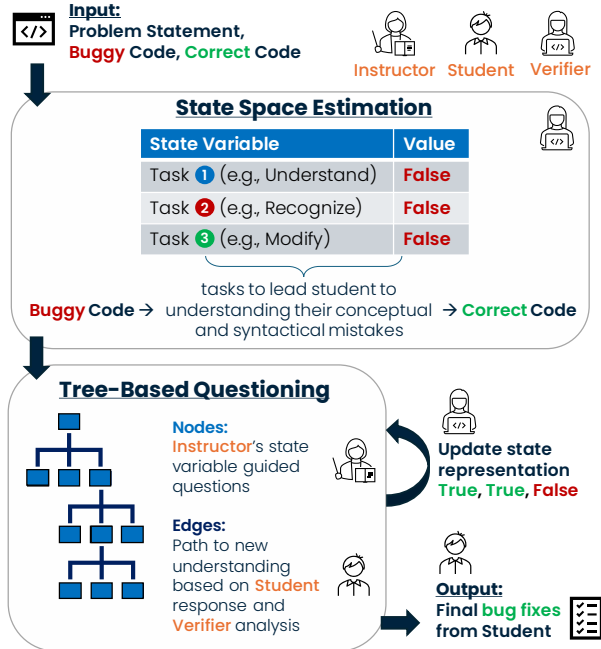 Input:
Problem Statement,
Buggy Code, Correct Code
</>
Instructor
Student
Verifier
</>
State Space Estimation
</>
State Variable Value
Task 1 (e.g., Understand) False
Task 2 (e.g., Recognize) False
Task 3 (e.g., Modify) False
tasks to lead student to
Buggy Code → understanding their conceptual → Correct Code
and syntactical mistakes
Tree-Based Questioning
Nodes:
Instructor's state
variable guided
questions
Edges:
Path to new
understanding
based on Student
response and
Verifier analysis
</>
Update state
representation
True, True, False
Output:
Final bug fixes
from Student